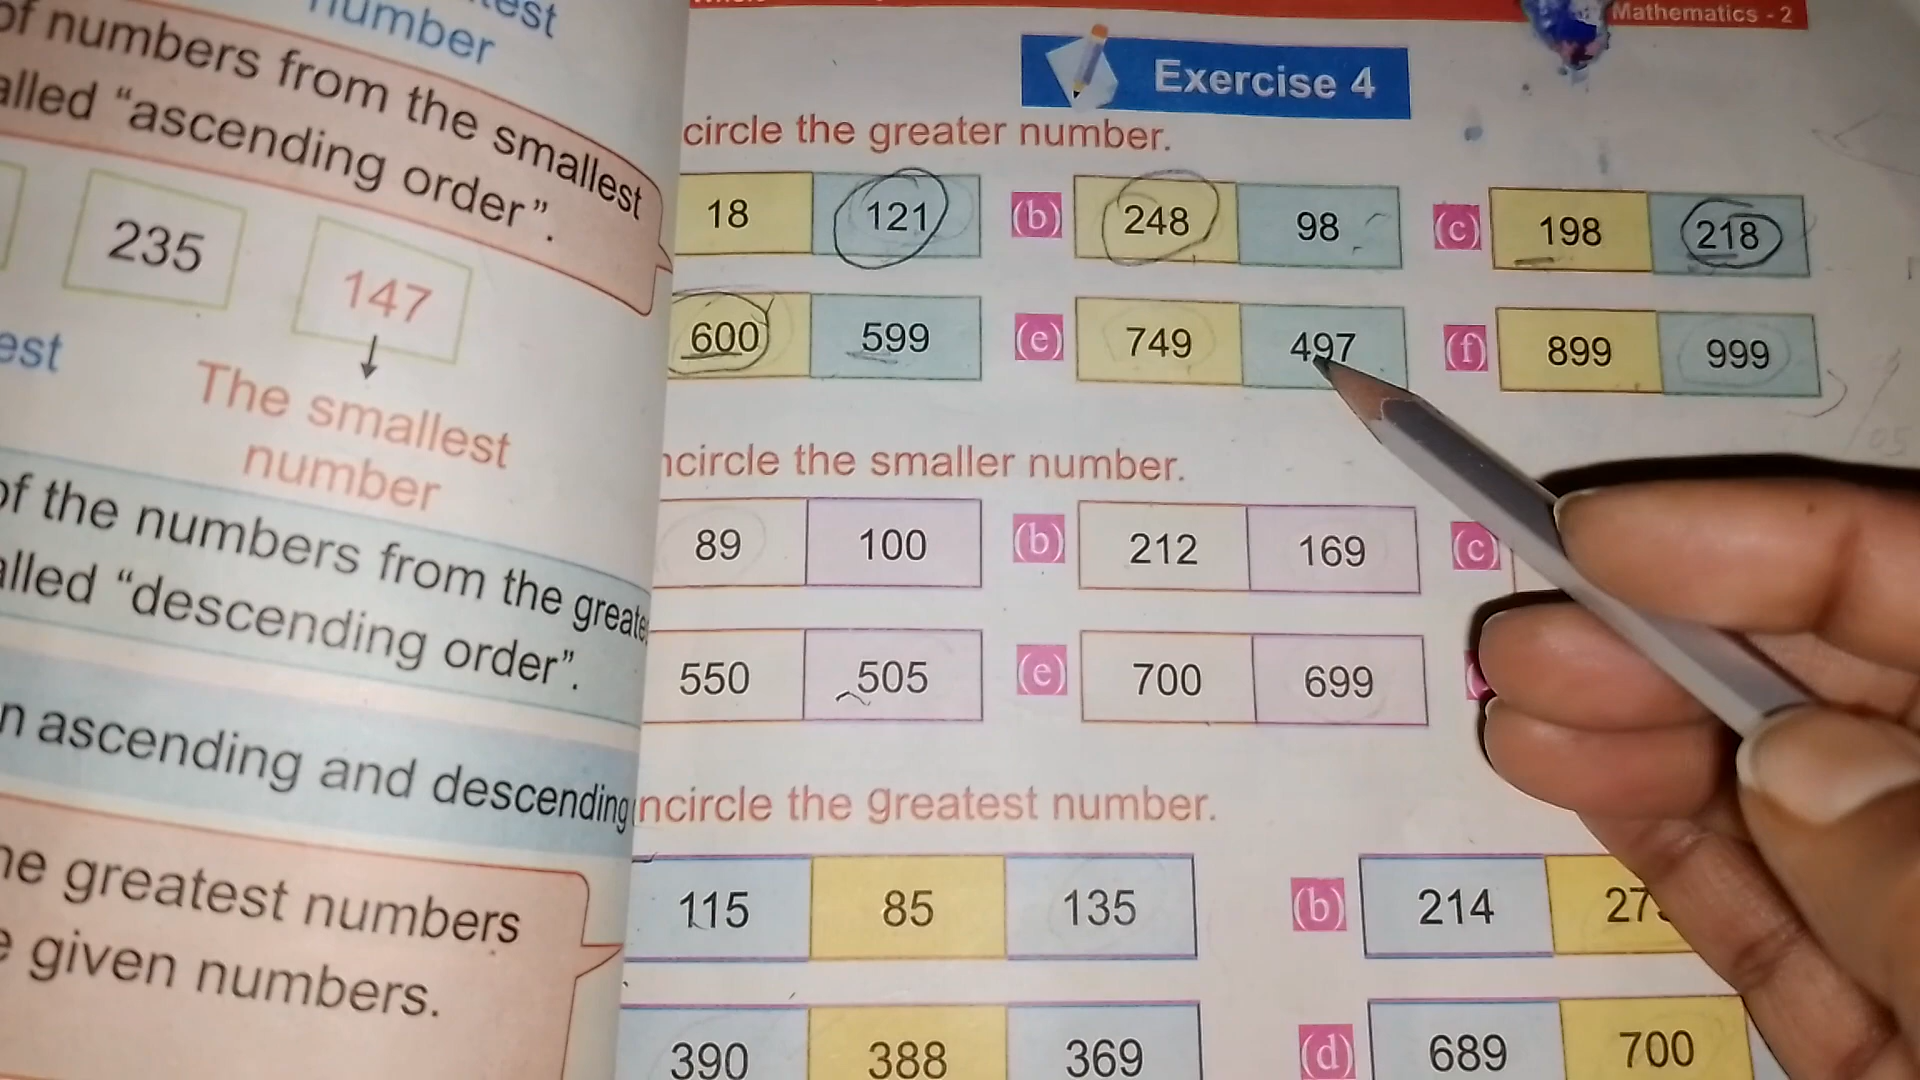 number
of numbers from the smallest
alled “ascending order”.
235
147
est
The smallest
number
of the numbers from the
alled “descending order”.
n ascending and descending
he greatest numbers
e given numbers.
Mathematics - 2
Exercise 4
circle the greater number.
18 121 (b) 248 98 (c) 198 218
600 599 (e) 749 497 (f) 899 999
ncircle the smaller number.
89 100 (b) 212 169 (c)
550 505 (e) 700 699
ncircle the greatest number.
115 85 135 (b) 214
390 388 369 (d) 689 700